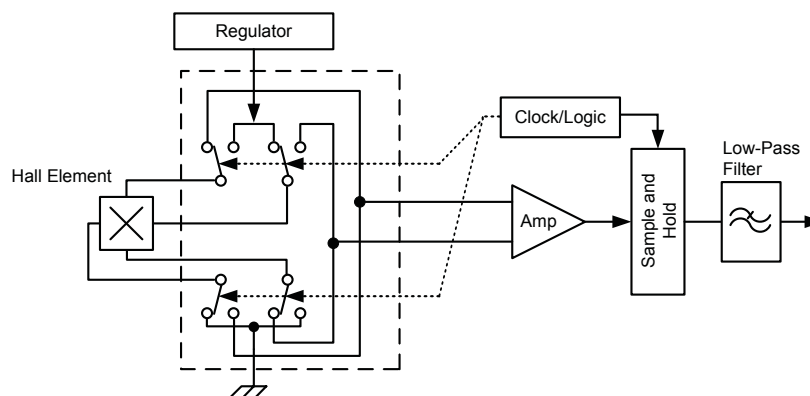 Regulator
Clock/Logic
Low-Pass
Filter
Hall Element
Amp
Sample and
Hold